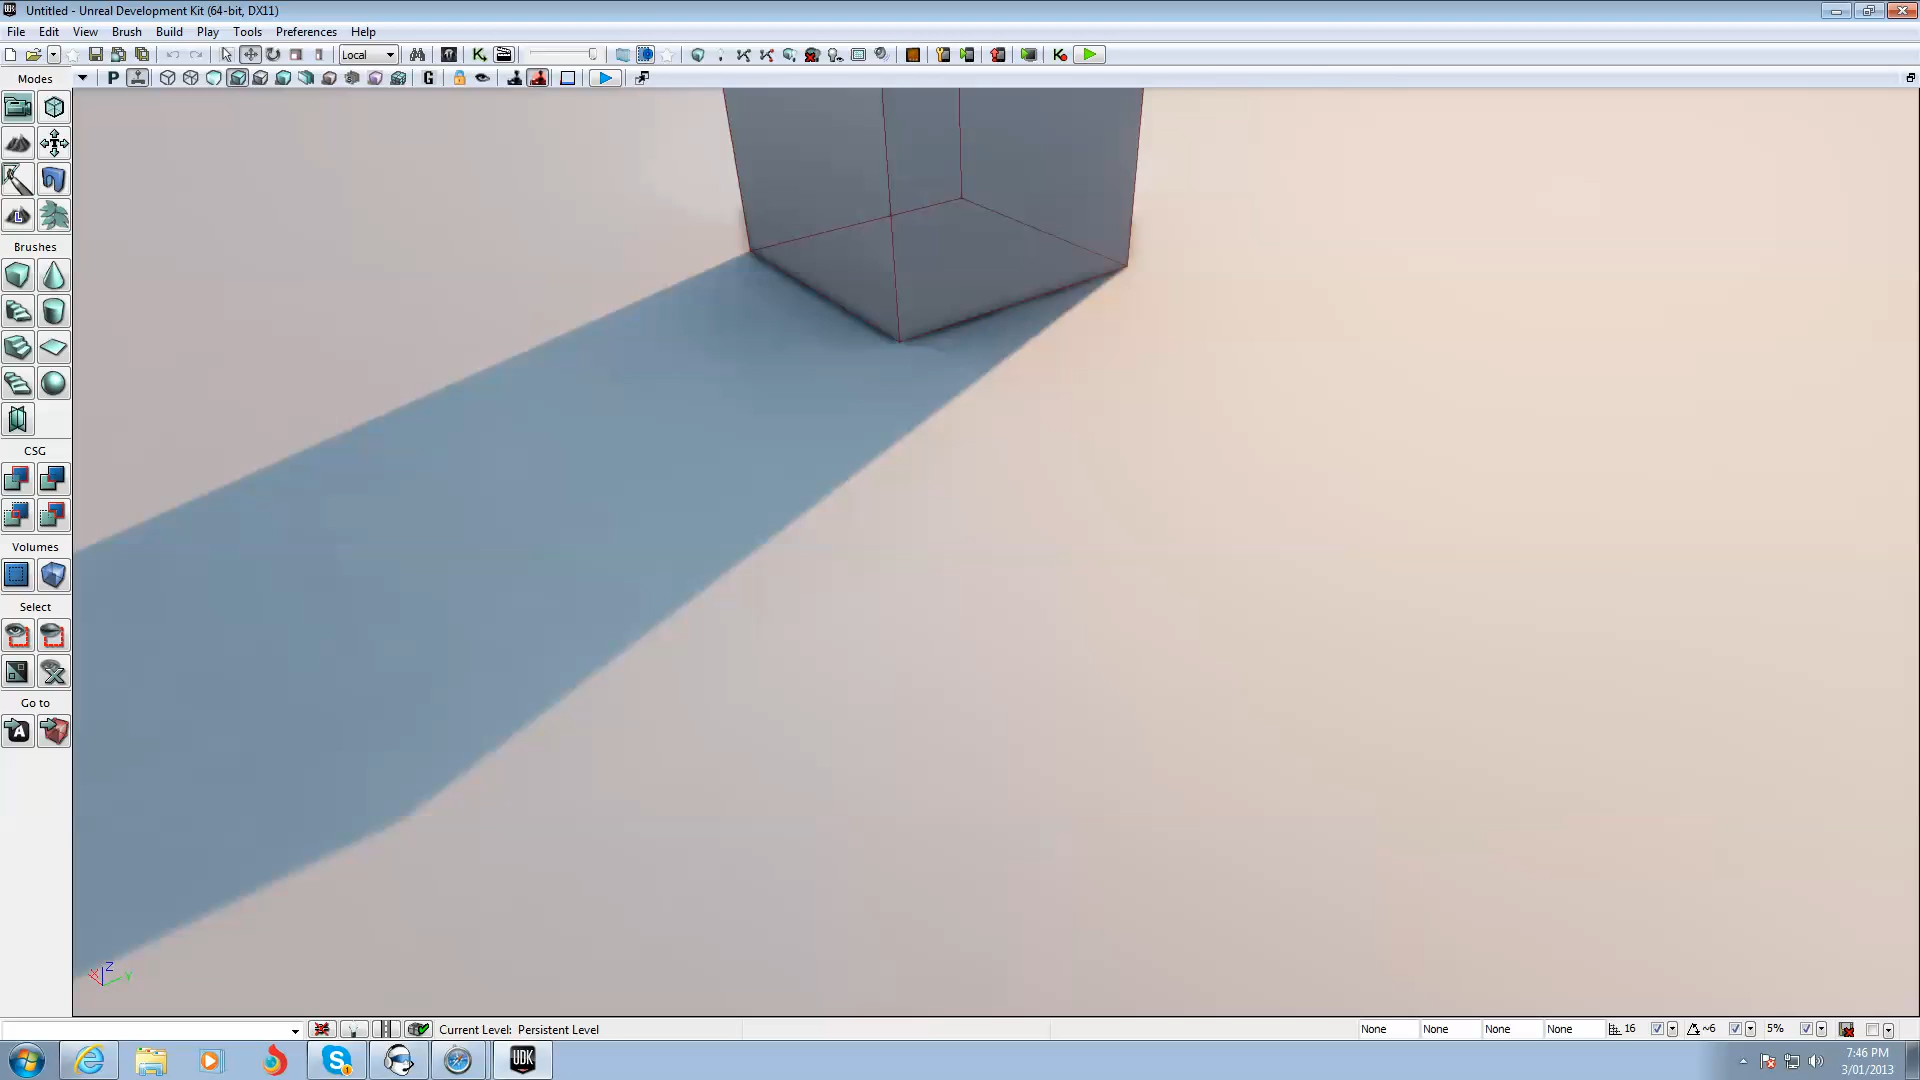 Untitled - Unreal Development Kit (64-bit, DX11)
File Edit View Brush Build Play Tools Preferences Help
Local
Modes
P
G
Brushes
CSG
Volumes
Select
Go to
Z
X
Y
Current Level: Persistent Level
None None None None 16 ~6 5%
UDK
7:46 PM
3/01/2013